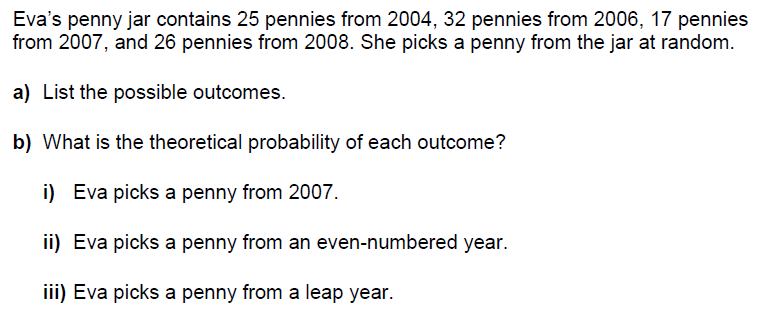 Eva’s penny jar contains 25 pennies from 2004, 32 pennies from 2006, 17 pennies
from 2007, and 26 pennies from 2008. She picks a penny from the jar at random.
a) List the possible outcomes.
b) What is the theoretical probability of each outcome?
i) Eva picks a penny from 2007.
ii) Eva picks a penny from an even-numbered year.
iii) Eva picks a penny from a leap year.